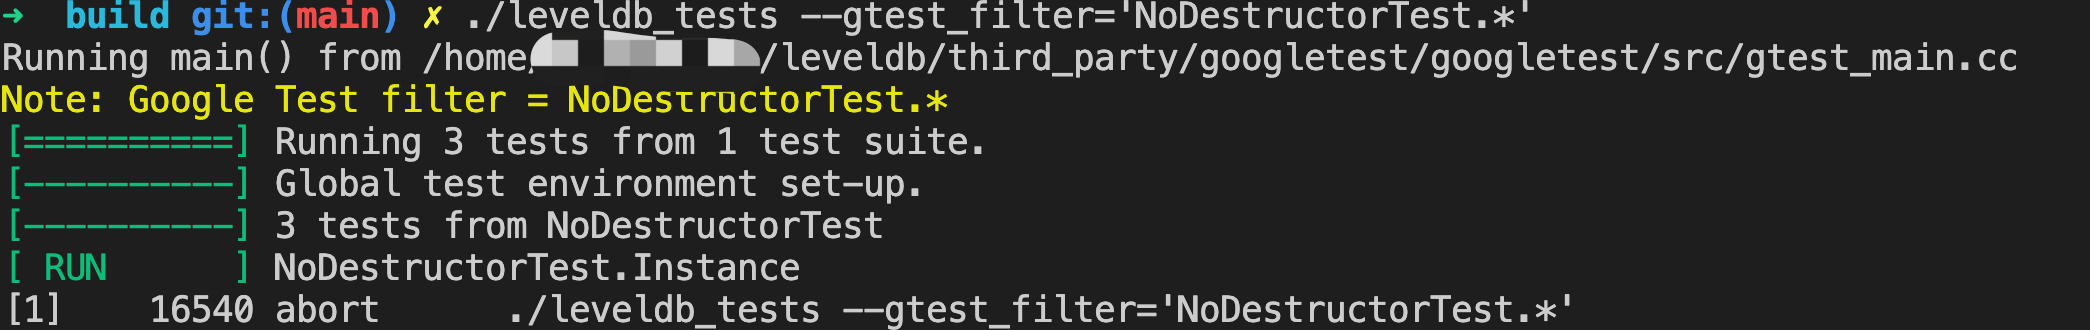 ➜  build git:(main) ✗ ./leveldb_tests --gtest_filter='NoDestructorTest.*'
Running main() from /home/ /leveldb/third_party/googletest/googletest/src/gtest_main.cc
Note: Google Test filter = NoDestructorTest.*
[==========] Running 3 tests from 1 test suite.
[----------] Global test environment set-up.
[----------] 3 tests from NoDestructorTest
[ RUN      ] NoDestructorTest.Instance
[1]    16540 abort      ./leveldb_tests --gtest_filter='NoDestructorTest.*'